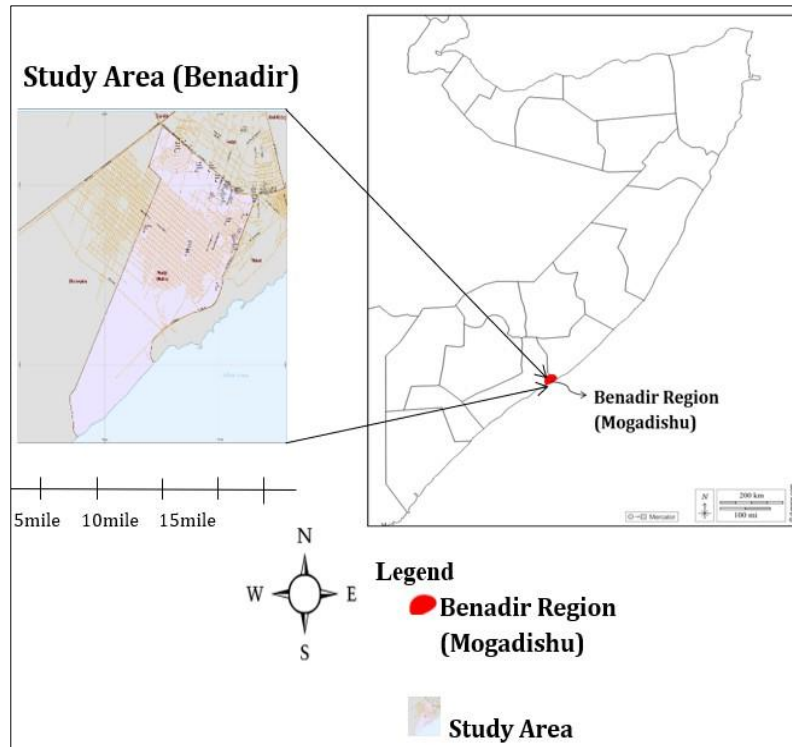 Study Area (Benadir)
Benadir Region
(Mogadishu)
N
200 km
100 mi
Mercator
5mile
10mile
15mile
N
W
E
S
Legend
Benadir Region
(Mogadishu)
Study Area